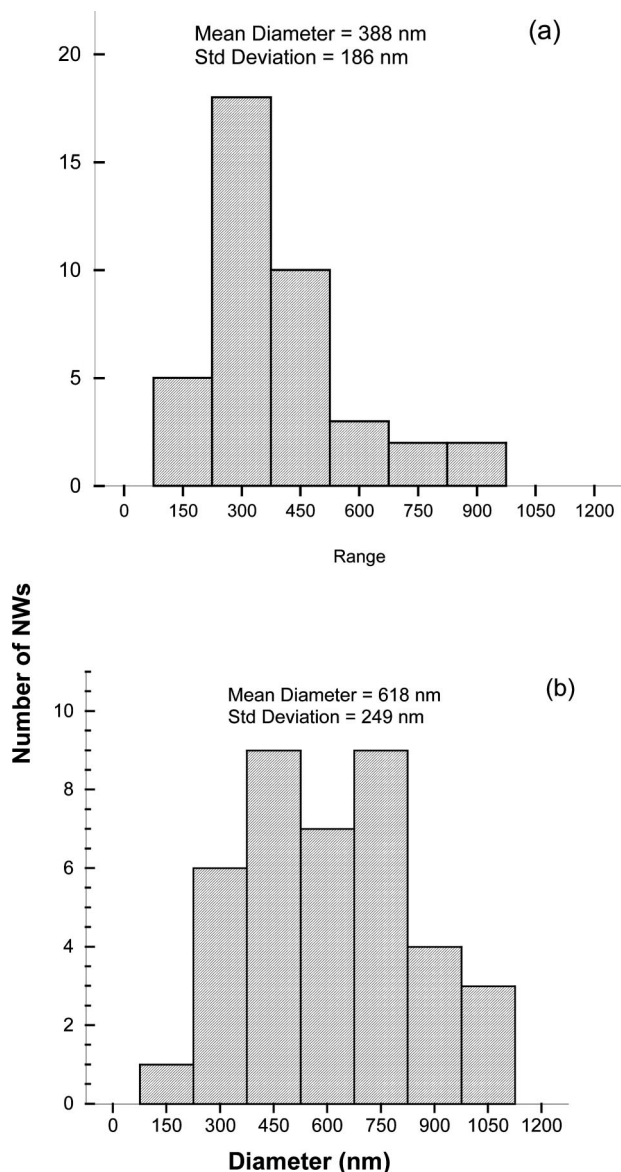 Mean Diameter = 388 nm
Std Deviation = 186 nm
(a)
20
15
10
5
0
0 150 300 450 600 750 900 1050 1200
Range
Number of NWs
Mean Diameter = 618 nm
Std Deviation = 249 nm
(b)
10
8
6
4
2
0
0 150 300 450 600 750 900 1050 1200
Diameter (nm)